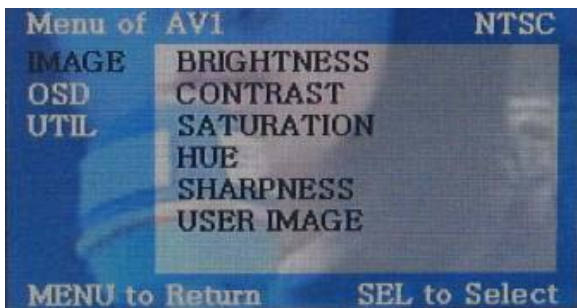 Menu of AV1 NTSC
IMAGE BRIGHTNESS
OSD CONTRAST
UTIL SATURATION
HUE
SHARPNESS
USER IMAGE
MENU to Return SEL to Select